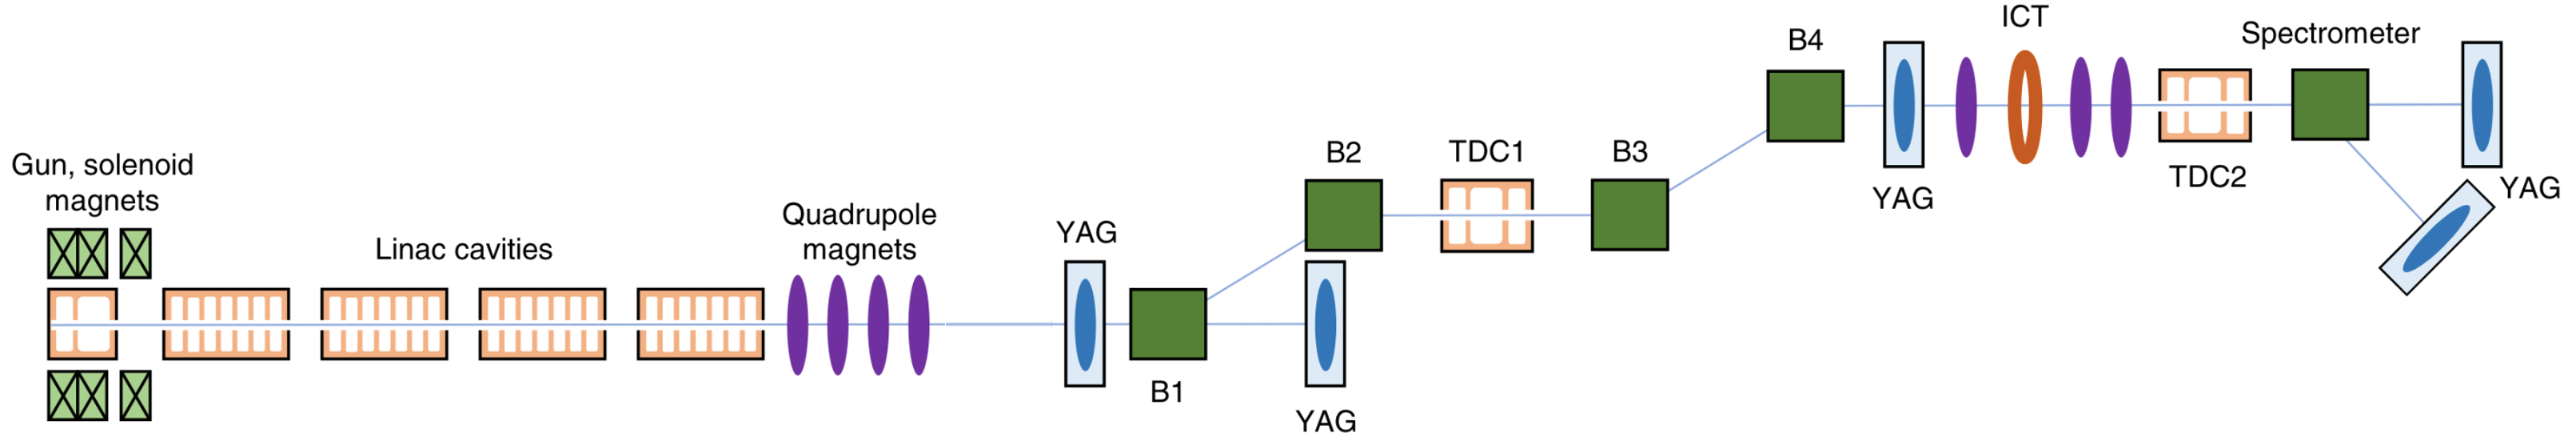 Gun, solenoid
magnets
Linac cavities
Quadrupole
magnets
YAG
B1
YAG
B2
TDC1
B3
B4
YAG
ICT
TDC2
Spectrometer
YAG